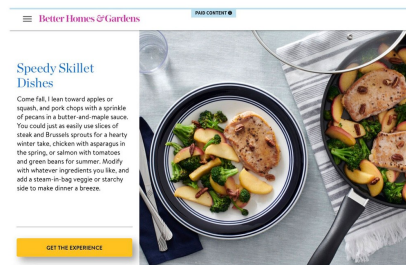 PAID CONTENT
Better Homes & Gardens
Speedy Skillet
Dishes
Come fall, I lean toward apples or
squash, and pork chops with a sprinkle
of pecans in a butter-and-maple sauce.
You could just as easily use slices of
steak and Brussels sprouts for a hearty
winter take, chicken with asparagus in
the spring, or salmon with tomatoes
and green beans for summer. Modify
with whatever ingredients you like, and
add a steam-in-bag veggie or starchy
side to make dinner a breeze.
GET THE EXPERIENCE